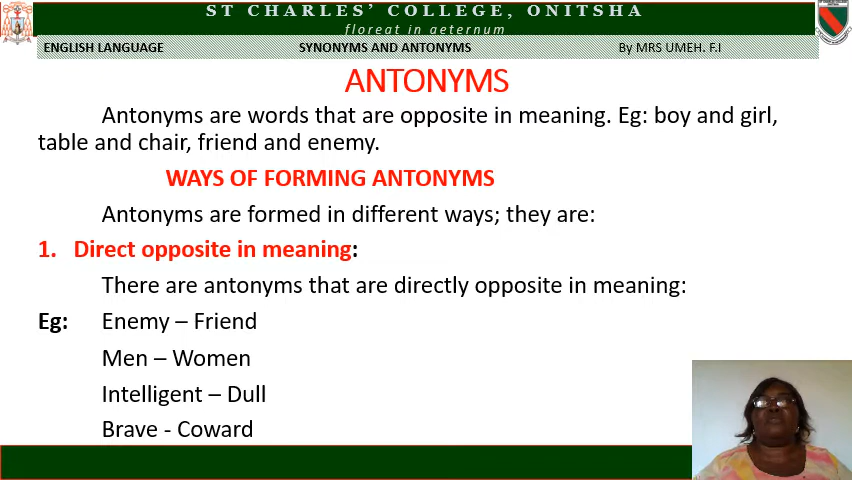 ST CHARLES' COLLEGE, ONITSHA
floreat in aeternum
ENGLISH LANGUAGE SYNONYMS AND ANTONYMS By MRS UMEH. F.I
ANTONYMS
Antonyms are words that are opposite in meaning. Eg: boy and girl,
table and chair, friend and enemy.
WAYS OF FORMING ANTONYMS
Antonyms are formed in different ways; they are:
1. Direct opposite in meaning:
There are antonyms that are directly opposite in meaning:
Eg: Enemy – Friend
Men – Women
Intelligent – Dull
Brave - Coward